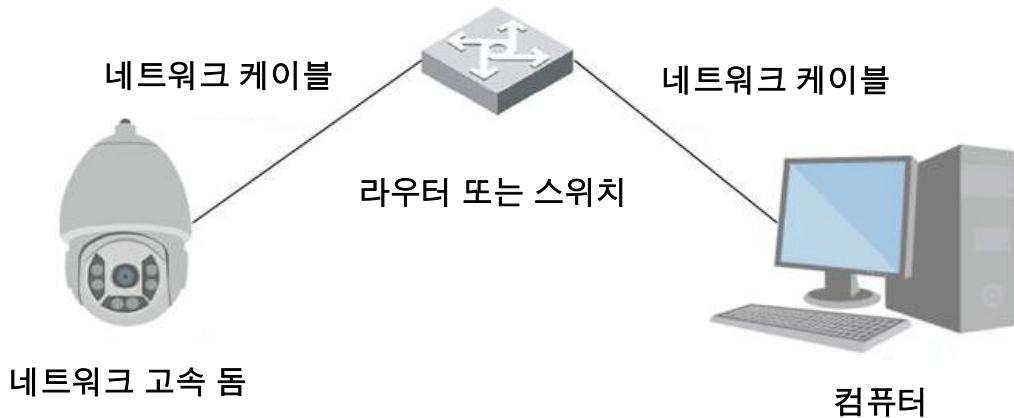 네트워크 케이블
네트워크 케이블
라우터 또는 스위치
네트워크 고속 돔
컴퓨터